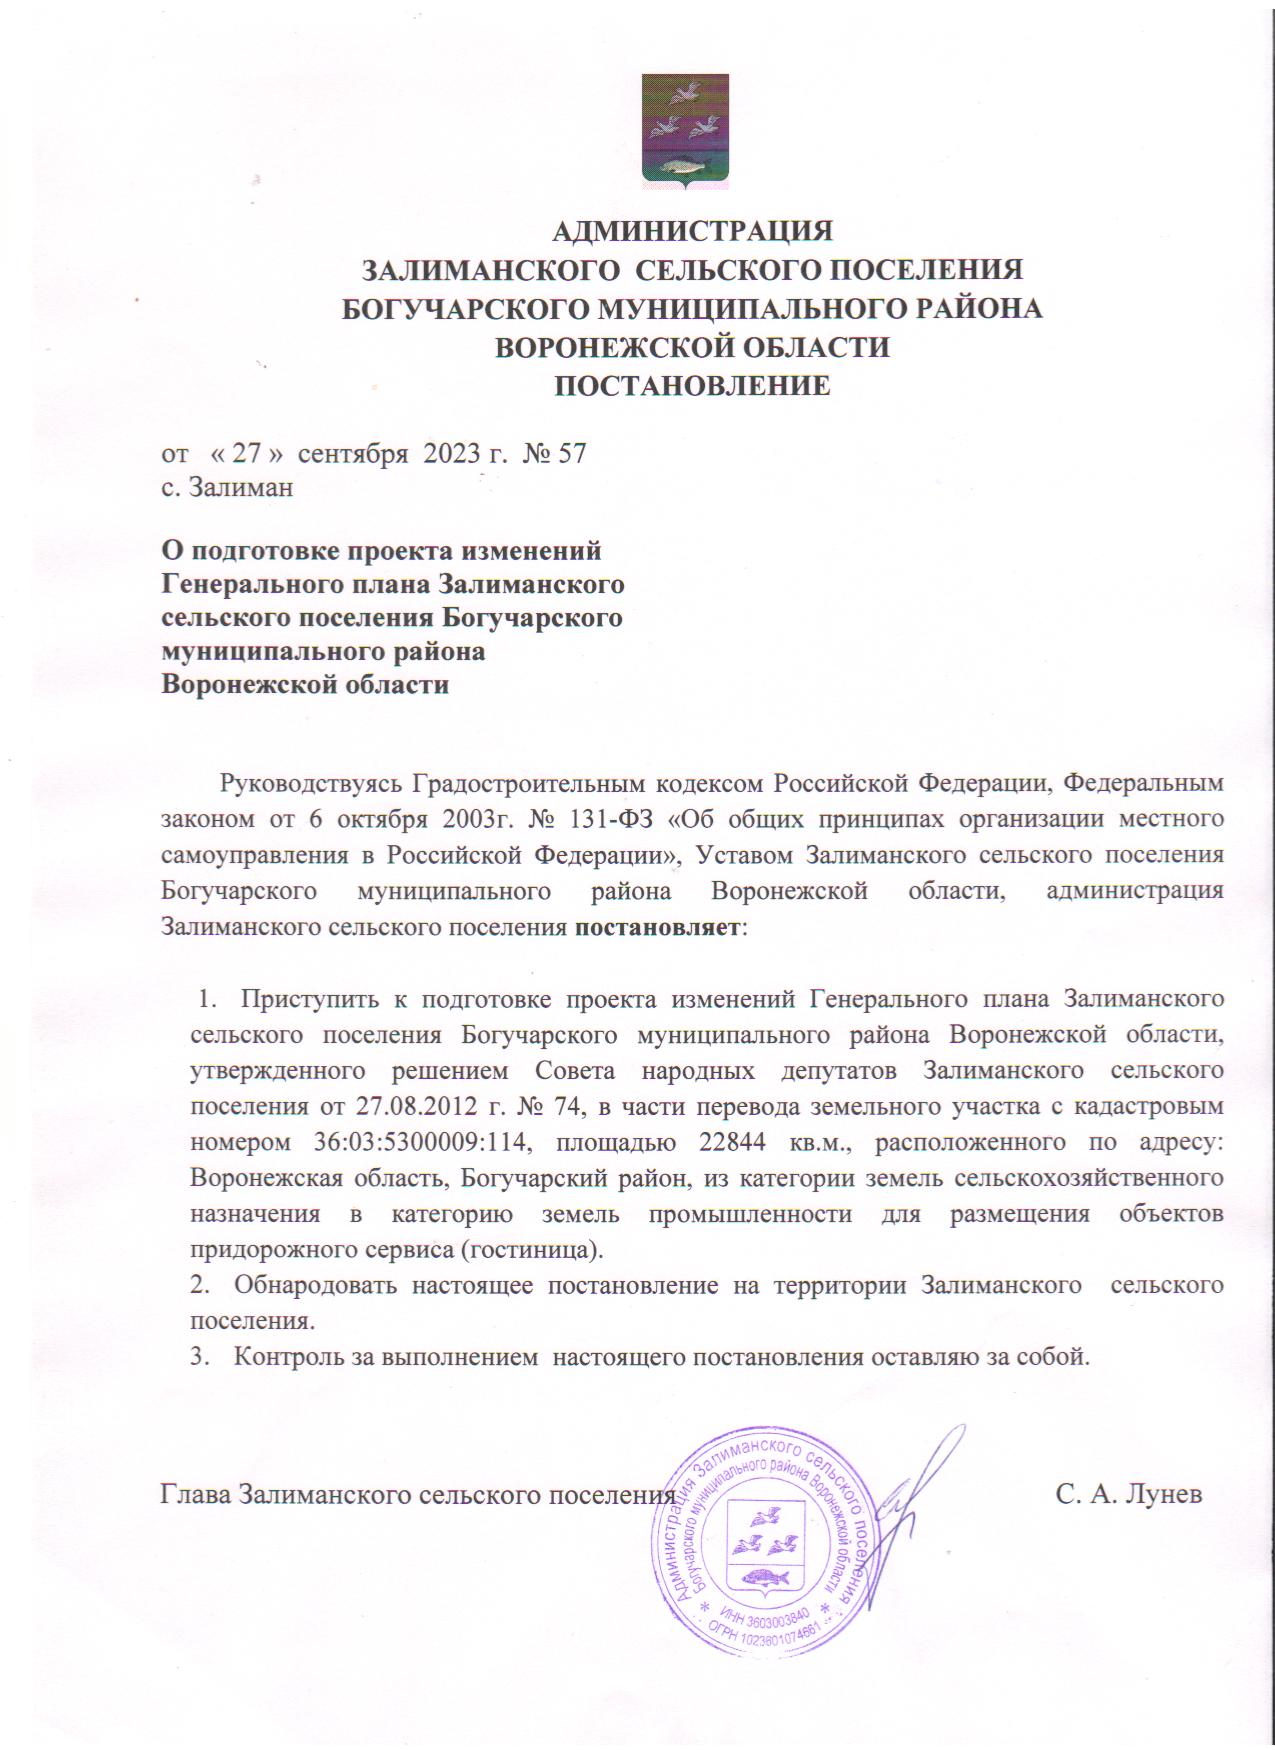 АДМИНИСТРАЦИЯ
ЗАЛИМАНСКОГО СЕЛЬСКОГО ПОСЕЛЕНИЯ
БОГУЧАРСКОГО МУНИЦИПАЛЬНОГО РАЙОНА
ВОРОНЕЖСКОЙ ОБЛАСТИ
ПОСТАНОВЛЕНИЕ
от « 27 » сентября 2023 г. № 57
с. Залиман
О подготовке проекта изменений
Генерального плана Залиманского
сельского поселения Богучарского
муниципального района
Воронежской области
Руководствуясь Градостроительным кодексом Российской Федерации, Федеральным
законом от 6 октября 2003г. № 131-ФЗ «Об общих принципах организации местного
самоуправления в Российской Федерации», Уставом Залиманского сельского поселения
Богучарского муниципального района Воронежской области, администрация
Залиманского сельского поселения постановляет:
1. Приступить к подготовке проекта изменений Генерального плана Залиманского
сельского поселения Богучарского муниципального района Воронежской области,
утвержденного решением Совета народных депутатов Залиманского сельского
поселения от 27.08.2012 г. № 74, в части перевода земельного участка с кадастровым
номером 36:03:5300009:114, площадью 22844 кв.м., расположенного по адресу:
Воронежская область, Богучарский район, из категории земель сельскохозяйственного
назначения в категорию земель промышленности для размещения объектов
придорожного сервиса (гостиница).
2. Обнародовать настоящее постановление на территории Залиманского сельского
поселения.
3. Контроль за выполнением настоящего постановления оставляю за собой.
Глава Залиманского сельского поселения С. А. Лунев
Администрация Залиманского сельского поселения
Богучарского муниципального района Воронежской области
* ИНН 3603003840 *
ОГРН 1023601074661